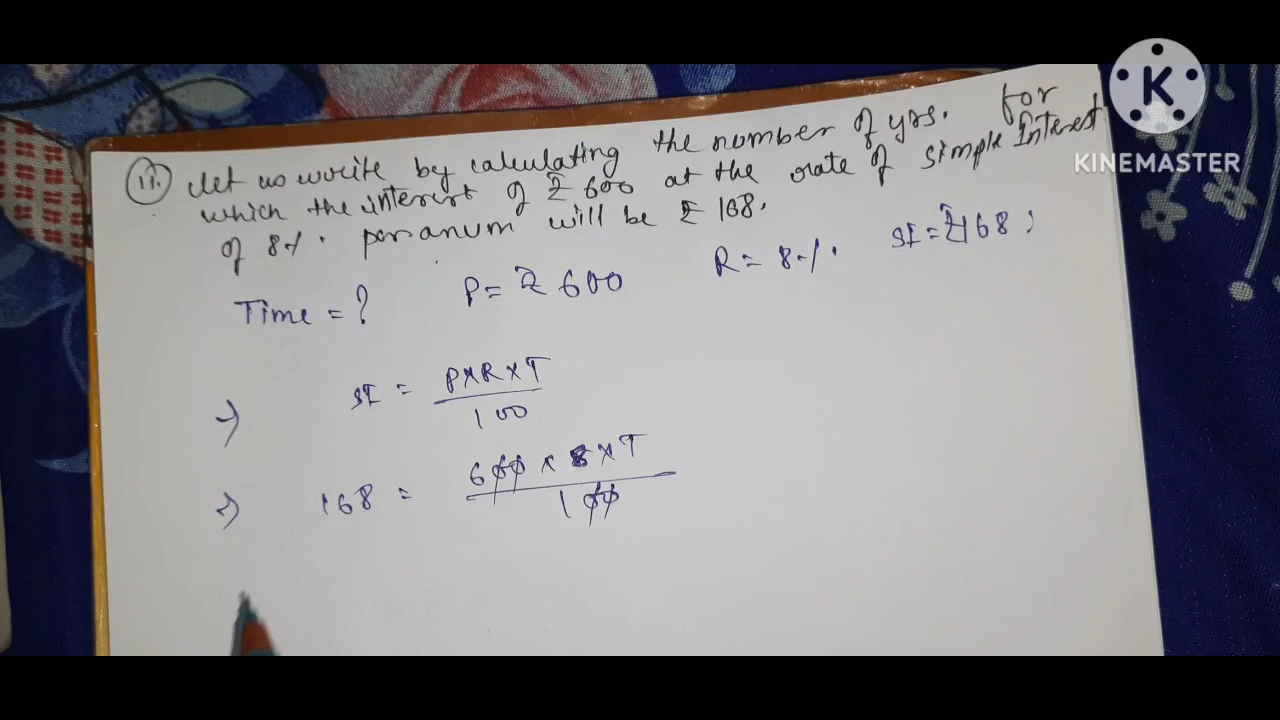 K
KINEMASTER
11. Let us write by calculating the number of yrs. for
which the interest of ₹ 600 at the rate of simple Interest
of 8%. per anum will be ₹ 168.
Time = ? P = ₹ 600 R = 8%. SI = ₹168;
⇒ SI = P×R×T
100
⇒ 168 = 600 × 8 × T
100